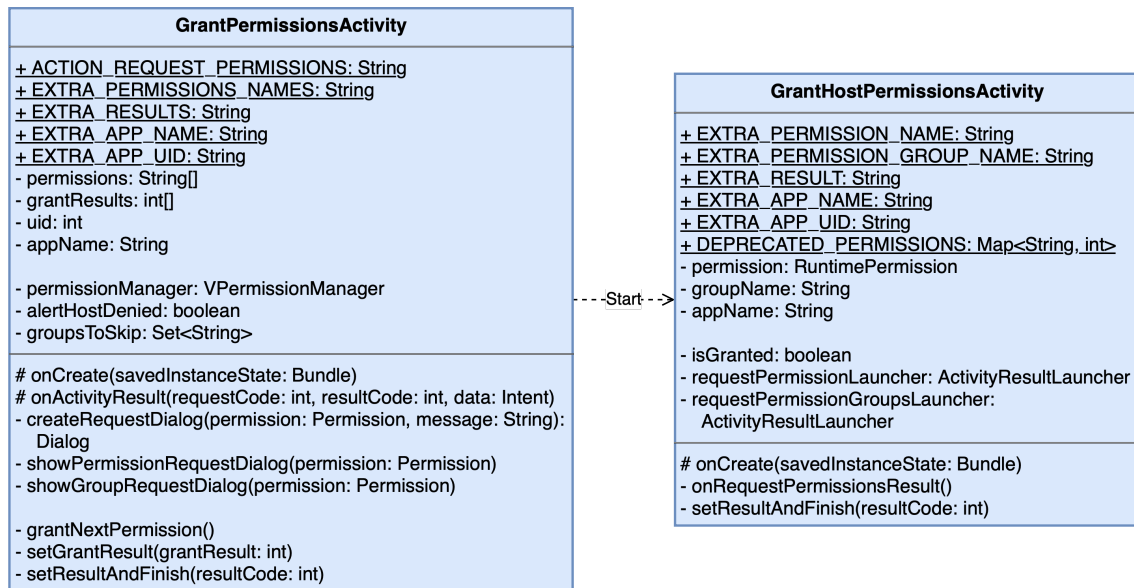 GrantPermissionsActivity
+ ACTION_REQUEST_PERMISSIONS: String
+ EXTRA_PERMISSIONS_NAMES: String
+ EXTRA_RESULTS: String
+ EXTRA_APP_NAME: String
+ EXTRA_APP_UID: String
- permissions: String[]
- grantResults: int[]
- uid: int
- appName: String
- permissionManager: VPermissionManager
- alertHostDenied: boolean
- groupsToSkip: Set<String>
# onCreate(savedInstanceState: Bundle)
# onActivityResult(requestCode: int, resultCode: int, data: Intent)
- createRequestDialog(permission: Permission, message: String):
Dialog
- showPermissionRequestDialog(permission: Permission)
- showGroupRequestDialog(permission: Permission)
- grantNextPermission()
- setGrantResult(grantResult: int)
- setResultAndFinish(resultCode: int)
Start
GrantHostPermissionsActivity
+ EXTRA_PERMISSION_NAME: String
+ EXTRA_PERMISSION_GROUP_NAME: String
+ EXTRA_RESULT: String
+ EXTRA_APP_NAME: String
+ EXTRA_APP_UID: String
+ DEPRECATED_PERMISSIONS: Map<String, int>
- permission: RuntimePermission
- groupName: String
- appName: String
- isGranted: boolean
- requestPermissionLauncher: ActivityResultLauncher
- requestPermissionGroupsLauncher:
ActivityResultLauncher
# onCreate(savedInstanceState: Bundle)
- onRequestPermissionsResult()
- setResultAndFinish(resultCode: int)